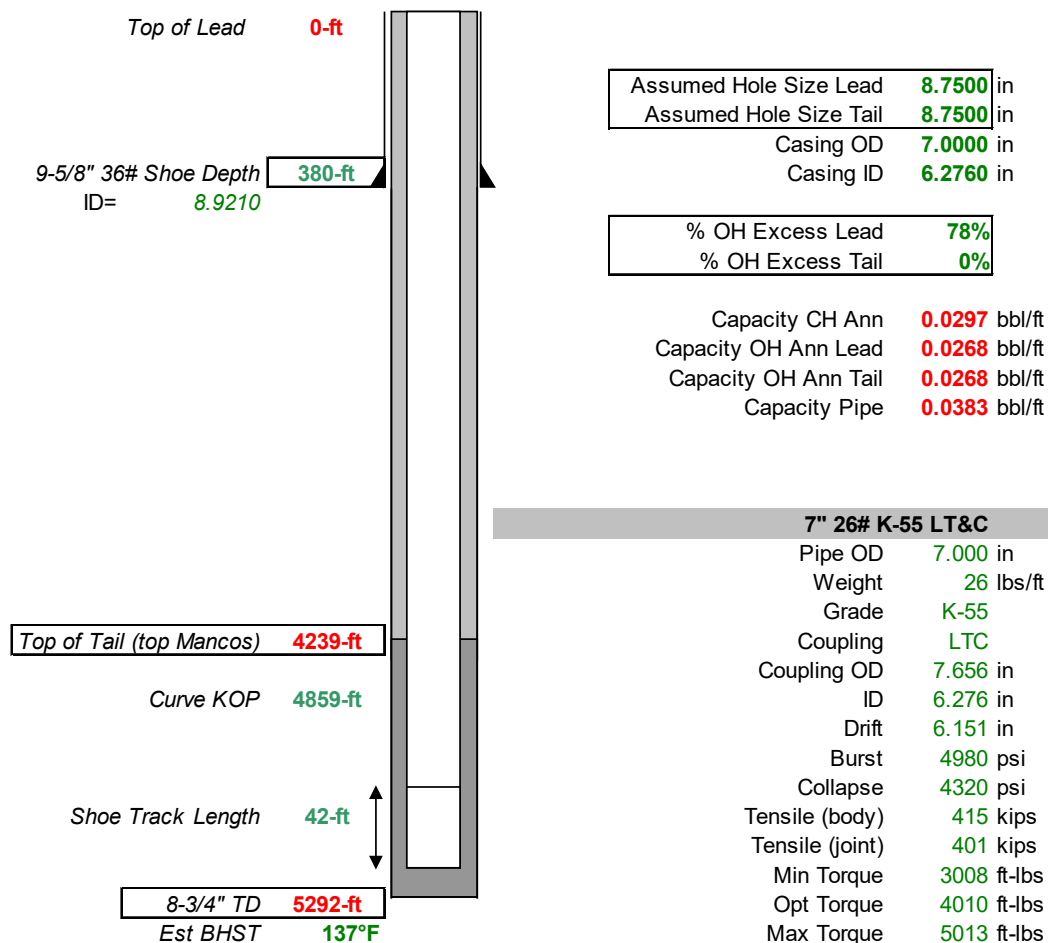 Top of Lead 0-ft
9-5/8" 36# Shoe Depth 380-ft
ID= 8.9210
Top of Tail (top Mancos) 4239-ft
Curve KOP 4859-ft
Shoe Track Length 42-ft
8-3/4" TD 5292-ft
Est BHST 137°F
Assumed Hole Size Lead 8.7500 in
Assumed Hole Size Tail 8.7500 in
Casing OD 7.0000 in
Casing ID 6.2760 in
% OH Excess Lead 78%
% OH Excess Tail 0%
Capacity CH Ann 0.0297 bbl/ft
Capacity OH Ann Lead 0.0268 bbl/ft
Capacity OH Ann Tail 0.0268 bbl/ft
Capacity Pipe 0.0383 bbl/ft
7" 26# K-55 LT&C
Pipe OD 7.000 in
Weight 26 lbs/ft
Grade K-55
Coupling LTC
Coupling OD 7.656 in
ID 6.276 in
Drift 6.151 in
Burst 4980 psi
Collapse 4320 psi
Tensile (body) 415 kips
Tensile (joint) 401 kips
Min Torque 3008 ft-lbs
Opt Torque 4010 ft-lbs
Max Torque 5013 ft-lbs